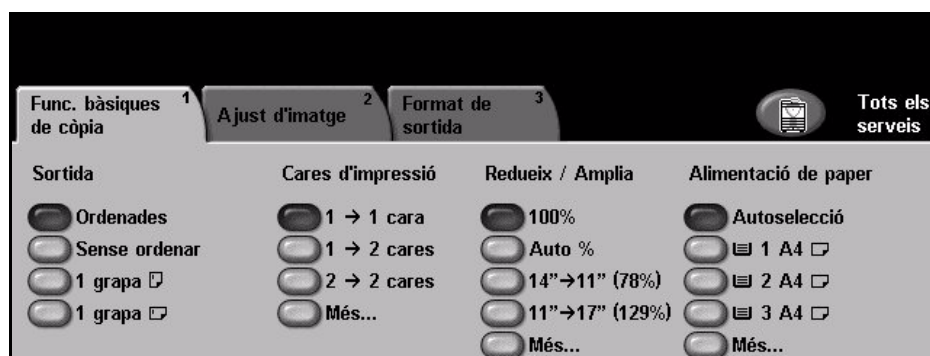 Func. bàsiques 1
de còpia
Ajust d'imatge 2
Format de 3
sortida
Tots els
serveis
Sortida
Ordenades
Sense ordenar
1 grapa
1 grapa
Cares d'impressió
1 → 1 cara
1 → 2 cares
2 → 2 cares
Més...
Redueix / Amplia
100%
Auto %
14”→11” (78%)
11”→17” (129%)
Més...
Alimentació de paper
Autoselecció
1 A4
2 A4
3 A4
Més...